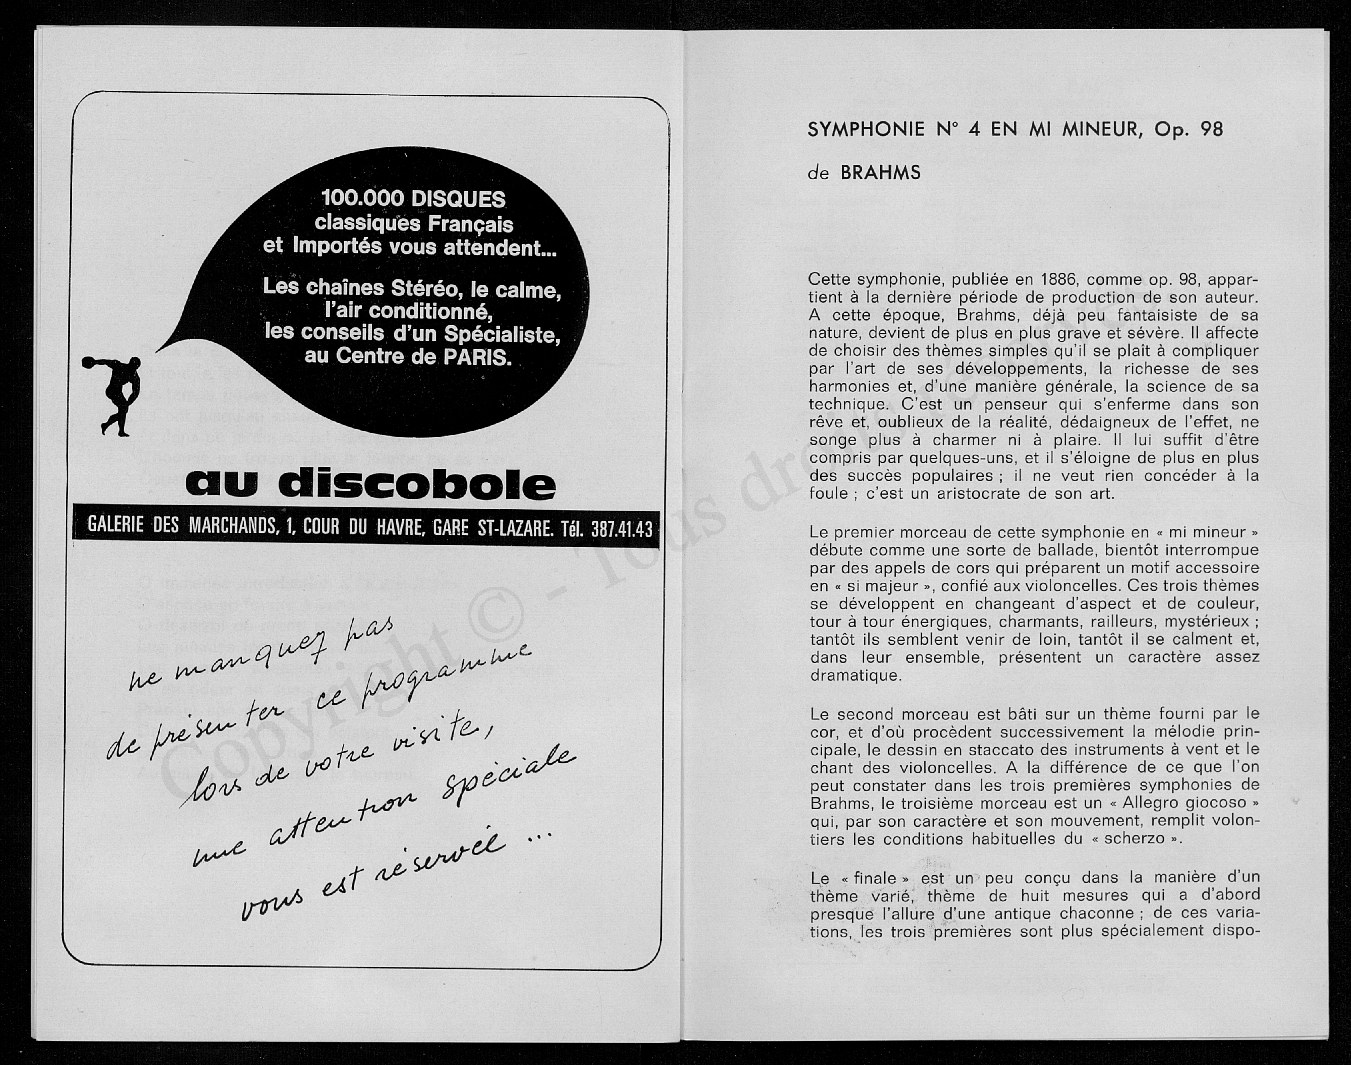 100.000 DISQUES
classiques Français
et Importés vous attendent...
Les chaînes Stéréo, le calme,
l'air conditionné,
les conseils d'un Spécialiste,
au Centre de PARIS.
au discobole
GALERIE DES MARCHANDS, 1, COUR DU HAVRE, GARE ST-LAZARE. Tél. 387.41.43
ne manquez pas
de présenter ce programme
lors de votre visite,
une attention spéciale
vous est réservée ...
SYMPHONIE N° 4 EN MI MINEUR, Op. 98
de BRAHMS
Cette symphonie, publiée en 1886, comme op. 98, appar-
tient à la dernière période de production de son auteur.
A cette époque, Brahms, déjà peu fantaisiste de sa
nature, devient de plus en plus grave et sévère. Il affecte
de choisir des thèmes simples qu'il se plaît à compliquer
par l'art de ses développements, la richesse de ses
harmonies et, d'une manière générale, la science de sa
technique. C'est un penseur qui s'enferme dans son
rêve et, oublieux de la réalité, dédaigneux de l'effet, ne
songe plus à charmer ni à plaire. Il lui suffit d'être
compris par quelques-uns, et il s'éloigne de plus en plus
des succès populaires ; il ne veut rien concéder à la
foule ; c'est un aristocrate de son art.
Le premier morceau de cette symphonie en « mi mineur »
débute comme une sorte de ballade, bientôt interrompue
par des appels de cors qui préparent un motif accessoire
en « si majeur », confié aux violoncelles. Ces trois thèmes
se développent en changeant d'aspect et de couleur,
tour à tour énergiques, charmants, railleurs, mystérieux ;
tantôt ils semblent venir de loin, tantôt il se calment et,
dans leur ensemble, présentent un caractère assez
dramatique.
Le second morceau est bâti sur un thème fourni par le
cor, et d'où procèdent successivement la mélodie prin-
cipale, le dessin en staccato des instruments à vent et le
chant des violoncelles. A la différence de ce que l'on
peut constater dans les trois premières symphonies de
Brahms, le troisième morceau est un « Allegro giocoso »
qui, par son caractère et son mouvement, remplit volon-
tiers les conditions habituelles du « scherzo ».
Le « finale » est un peu conçu dans la manière d'un
thème varié, thème de huit mesures qui a d'abord
presque l'allure d'une antique chaconne ; de ces varia-
tions, les trois premières sont plus spécialement dispo-
Copyright © - Tous droits